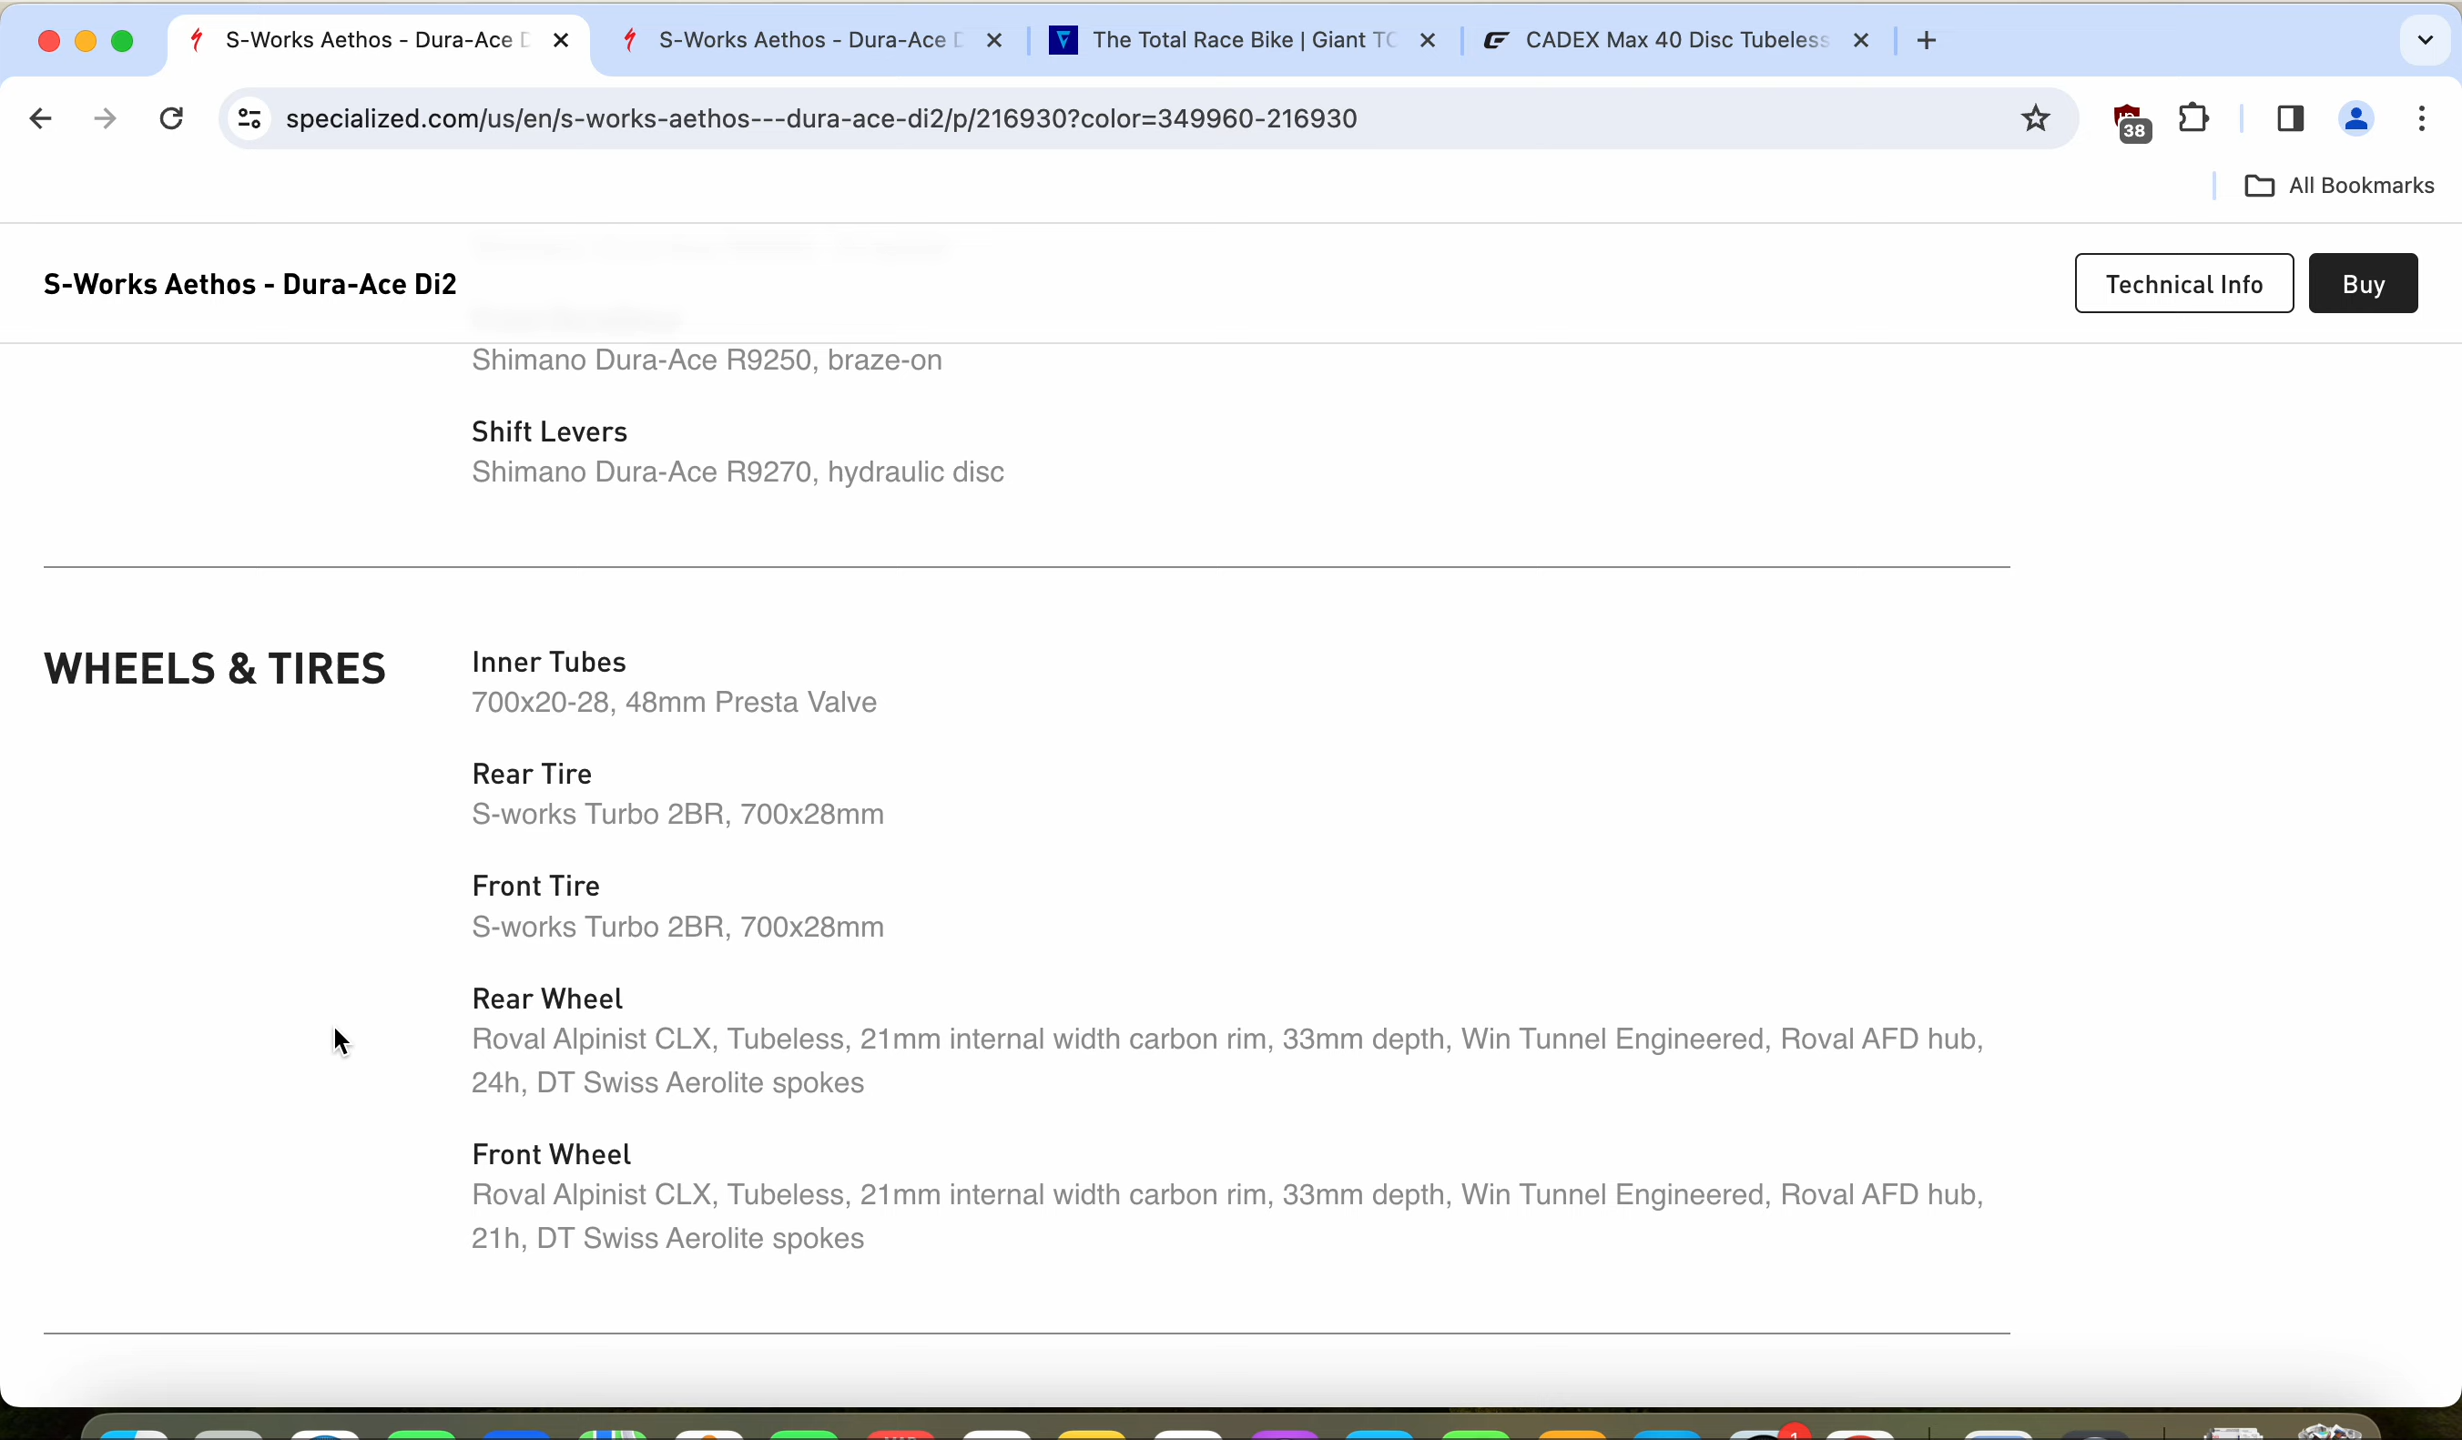 S-Works Aethos - Dura-Ace D
S-Works Aethos - Dura-Ace D
The Total Race Bike | Giant TC
CADEX Max 40 Disc Tubeless
specialized.com/us/en/s-works-aethos---dura-ace-di2/p/216930?color=349960-216930
38
All Bookmarks
S-Works Aethos - Dura-Ace Di2
Technical Info
Buy
Shimano Dura-Ace R9250, braze-on
Shift Levers
Shimano Dura-Ace R9270, hydraulic disc
WHEELS & TIRES
Inner Tubes
700x20-28, 48mm Presta Valve
Rear Tire
S-works Turbo 2BR, 700x28mm
Front Tire
S-works Turbo 2BR, 700x28mm
Rear Wheel
Roval Alpinist CLX, Tubeless, 21mm internal width carbon rim, 33mm depth, Win Tunnel Engineered, Roval AFD hub,
24h, DT Swiss Aerolite spokes
Front Wheel
Roval Alpinist CLX, Tubeless, 21mm internal width carbon rim, 33mm depth, Win Tunnel Engineered, Roval AFD hub,
21h, DT Swiss Aerolite spokes